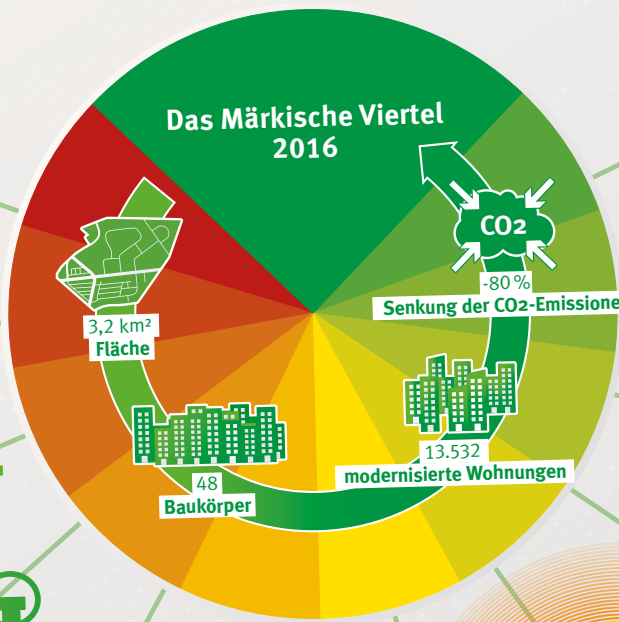 Das Märkische Viertel
2016
CO2
-80 %
Senkung der CO2-Emissione
3,2 km²
Fläche
13.532
modernisierte Wohnungen
48
Baukörper